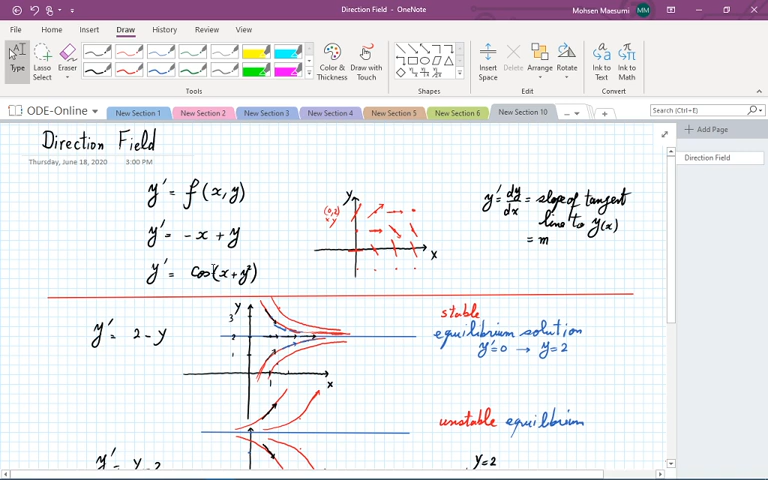 Direction Field - OneNote
Mohsen Maesumi MM
File Home Insert Draw History Review View
Type
Lasso Select
Eraser
Color & Thickness
Draw with Touch
Insert Space
Delete
Arrange
Rotate
Ink to Text
Ink to Math
Tools
Shapes
Edit
Convert
ODE-Online
New Section 1
New Section 2
New Section 3
New Section 4
New Section 5
New Section 6
New Section 10
Search (Ctrl+E)
Add Page
Direction Field
Direction Field
Thursday, June 18, 2020 3:00 PM
y' = f(x,y)
y' = -x + y
y' = cos(x+y²)
y
(0,2)
x y
x
y' = dy/dx = slope of tangent
line to y(x)
= m
y' = 2 - y
y
3
2
1
1
x
stable
equilibrium solution
y'=0 → y=2
unstable equilibrium
y' = y-2
y=2